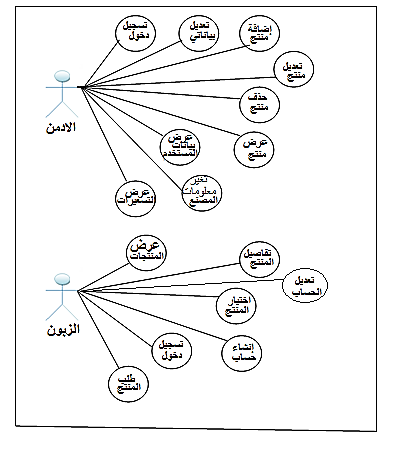 تسجيل
دخول
تعديل
بياناتي
إضافة
منتج
تعديل
منتج
حذف
منتج
عرض
منتج
عرض
بيانات
المستخدم
تغير
معلومات
المصنع
عرض
التسعيرات
الادمن
عرض
المنتجات
تفاصيل
المنتج
تعديل
الحساب
اختيار
المنتج
إنشاء
حساب
تسجيل
دخول
طلب
المنتج
الزبون